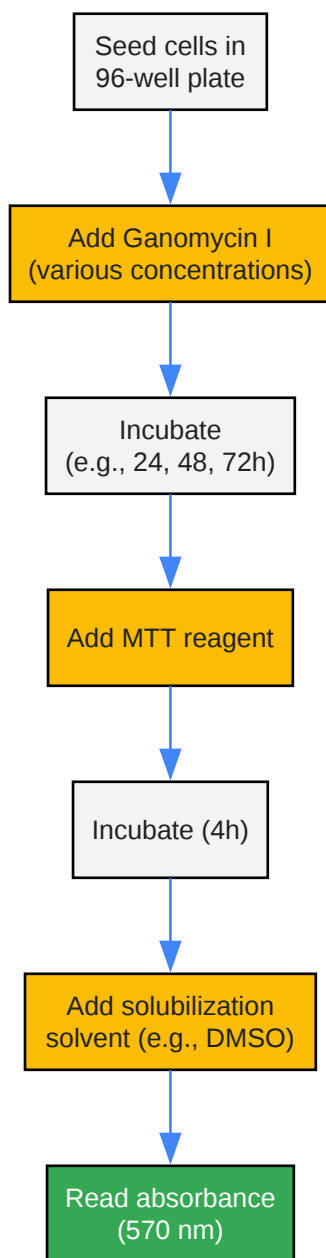 Seed cells in
96-well plate
Add Ganomycin I
(various concentrations)
Incubate
(e.g., 24, 48, 72h)
Add MTT reagent
Incubate (4h)
Add solubilization
solvent (e.g., DMSO)
Read absorbance
(570 nm)